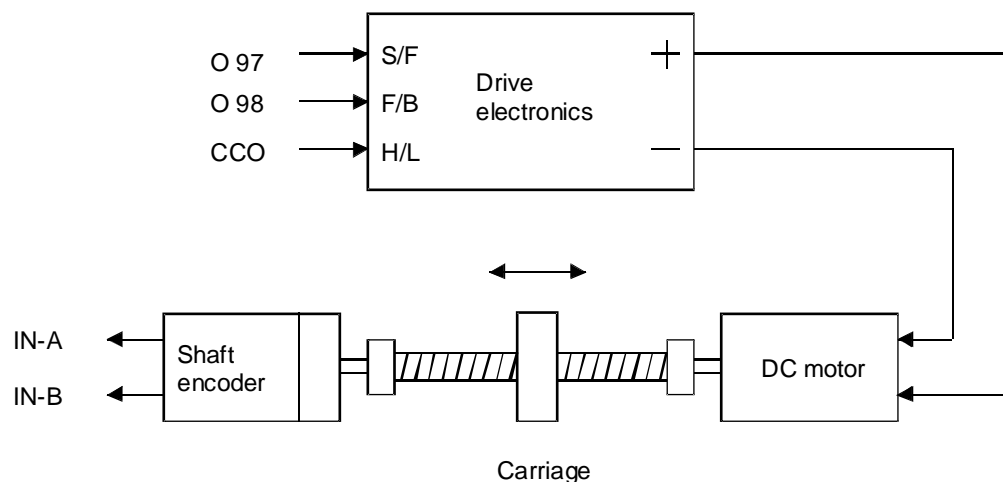 O 97
S/F
+
O 98
F/B
Drive
electronics
CCO
H/L
—
IN-A
IN-B
Shaft
encoder
DC motor
Carriage